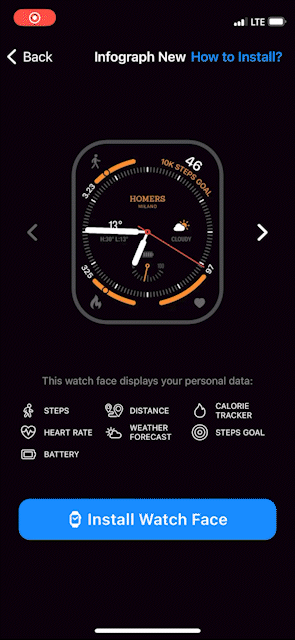 LTE
Back
Infograph New
How to Install?
46
10K STEPS GOAL
3.23
HOMERS
MILANO
13°
H:39° L:13°
CLOUDY
325
97
This watch face displays your personal data:
STEPS
DISTANCE
CALORIE
TRACKER
HEART RATE
WEATHER
FORECAST
STEPS GOAL
BATTERY
Install Watch Face